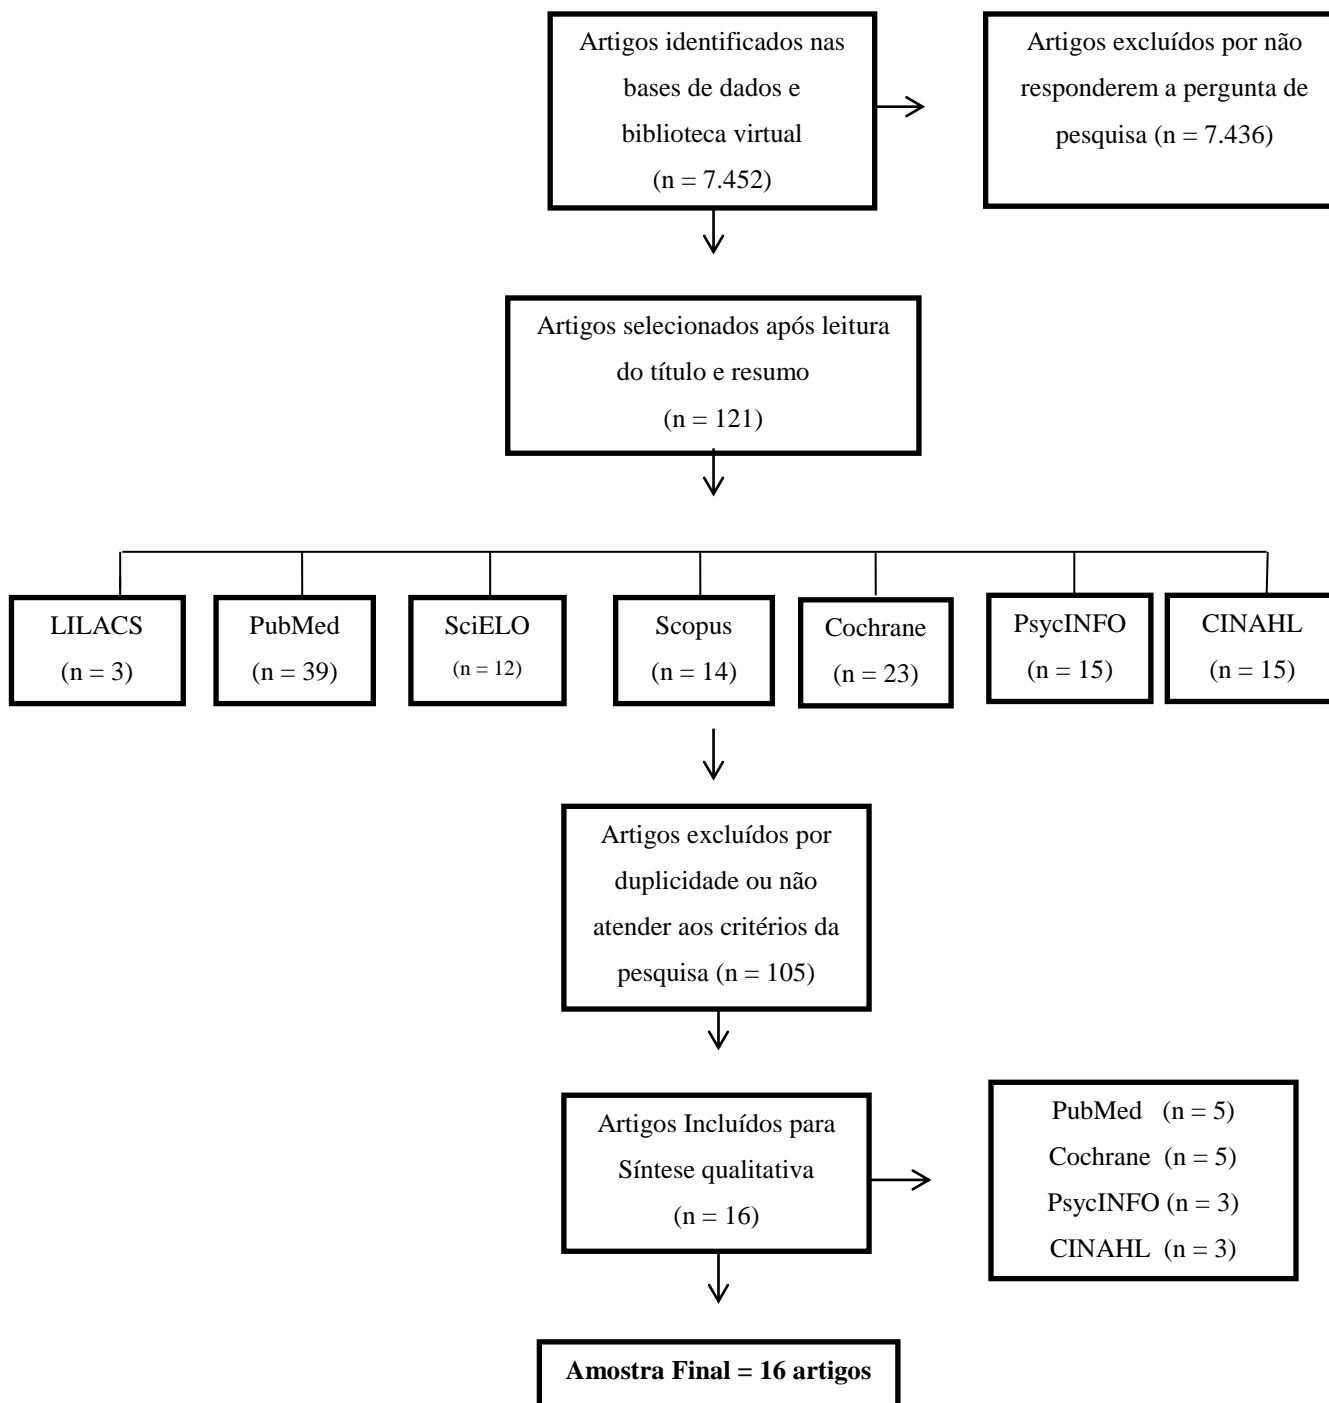 Artigos identificados nas
bases de dados e
biblioteca virtual
(n = 7.452)
Artigos excluídos por não
responderem a pergunta de
pesquisa (n = 7.436)
Artigos selecionados após leitura
do título e resumo
(n = 121)
LILACS
(n = 3)
PubMed
(n = 39)
SciELO
(n = 12)
Scopus
(n = 14)
Cochrane
(n = 23)
PsycINFO
(n = 15)
CINAHL
(n = 15)
Artigos excluídos por
duplicidade ou não
atender aos critérios da
pesquisa (n = 105)
Artigos Incluídos para
Síntese qualitativa
(n = 16)
PubMed (n = 5)
Cochrane (n = 5)
PsycINFO (n = 3)
CINAHL (n = 3)
Amostra Final = 16 artigos